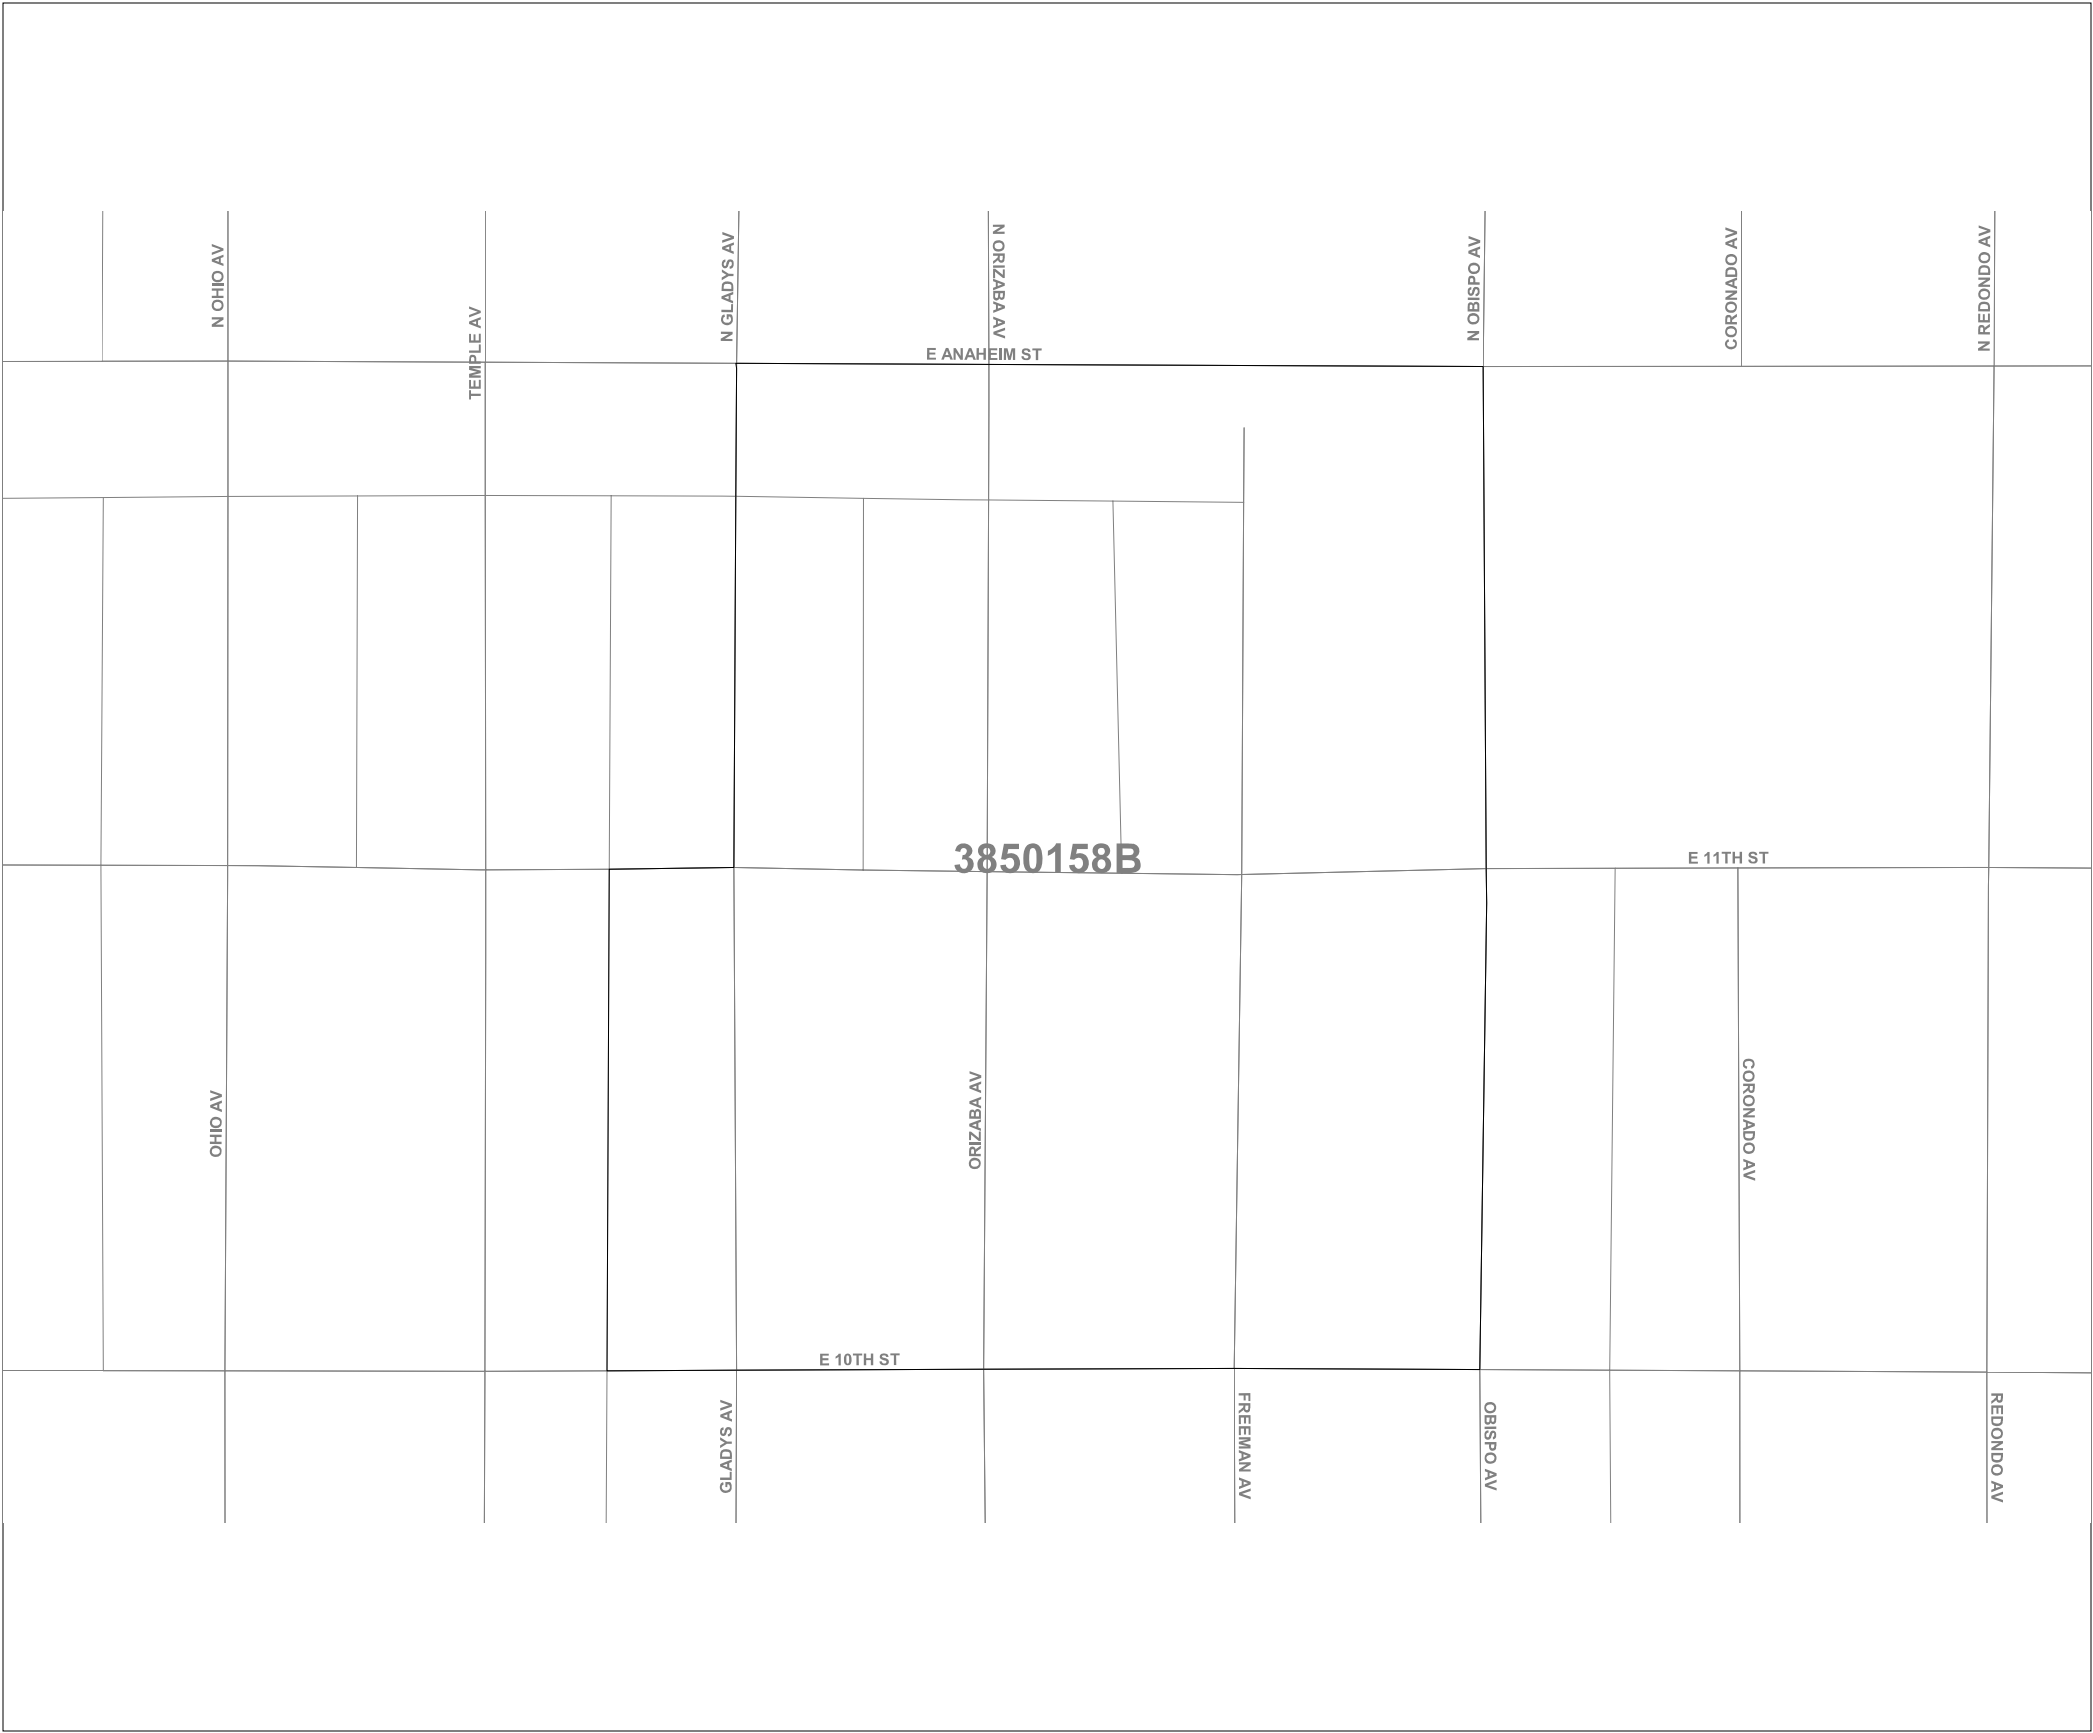 N OHIO AV
TEMPLE AV
N GLADYS AV
N ORIZABA AV
N OBISPO AV
CORONADO AV
N REDONDO AV
E ANAHEIM ST
3850158B
E 11TH ST
OHIO AV
ORIZABA AV
CORONADO AV
E 10TH ST
GLADYS AV
FREEMAN AV
OBISPO AV
REDONDO AV